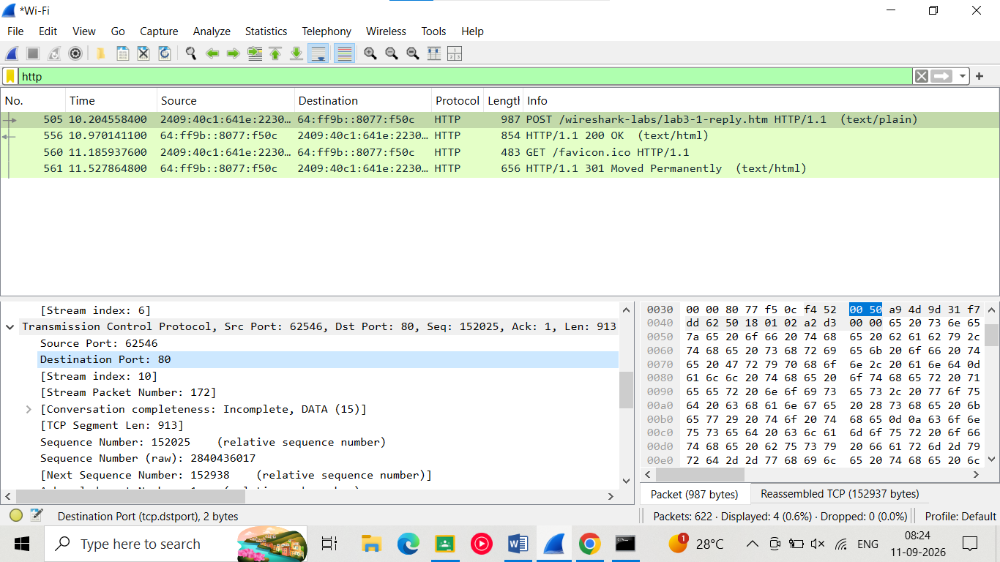 *Wi-Fi
File Edit View Go Capture Analyze Statistics Telephony Wireless Tools Help
http
No. Time Source Destination Protocol Length Info
505 10.204558400 2409:40c1:641e:2230… 64:ff9b::8077:f50c HTTP 987 POST /wireshark-labs/lab3-1-reply.htm HTTP/1.1 (text/plain)
556 10.970141100 64:ff9b::8077:f50c 2409:40c1:641e:2230… HTTP 854 HTTP/1.1 200 OK (text/html)
560 11.185937600 2409:40c1:641e:2230… 64:ff9b::8077:f50c HTTP 483 GET /favicon.ico HTTP/1.1
561 11.527864800 64:ff9b::8077:f50c 2409:40c1:641e:2230… HTTP 656 HTTP/1.1 301 Moved Permanently (text/html)
[Stream index: 6]
Transmission Control Protocol, Src Port: 62546, Dst Port: 80, Seq: 152025, Ack: 1, Len: 913
Source Port: 62546
Destination Port: 80
[Stream index: 10]
[Stream Packet Number: 172]
[Conversation completeness: Incomplete, DATA (15)]
[TCP Segment Len: 913]
Sequence Number: 152025 (relative sequence number)
Sequence Number (raw): 2840436017
[Next Sequence Number: 152938 (relative sequence number)]
0030 00 00 80 77 f5 0c f4 52 00 50 a9 4d 9d 31 f7
0040 dd 62 50 18 01 02 a2 d3 00 00 65 20 73 6e 65
0050 7a 65 20 6f 66 20 74 68 65 20 62 61 62 79 2c
0060 74 68 65 20 73 68 72 69 65 6b 20 6f 66 20 74
0070 65 20 47 72 79 70 68 6f 6e 2c 20 61 6e 64 0d
0080 61 6c 6c 20 74 68 65 20 6f 74 68 65 72 20 71
0090 65 65 72 20 6e 6f 69 73 65 73 2c 20 77 6f 75
00a0 64 20 63 68 61 6e 67 65 20 28 73 68 65 20 6b
00b0 65 77 29 20 74 6f 20 74 68 65 0d 0a 63 6f 6e
00c0 75 73 65 64 20 63 6c 61 6d 6f 75 72 20 6f 66
00d0 74 68 65 20 62 75 73 79 20 66 61 72 6d 2d 79
00e0 72 64 2d 2d 77 68 69 6c 65 20 74 68 65 20 6c
Packet (987 bytes) Reassembled TCP (152937 bytes)
Destination Port (tcp.dstport), 2 bytes
Packets: 622 · Displayed: 4 (0.6%) · Dropped: 0 (0.0%)
Profile: Default
Type here to search
1
28°C
ENG
08:24
11-09-2026